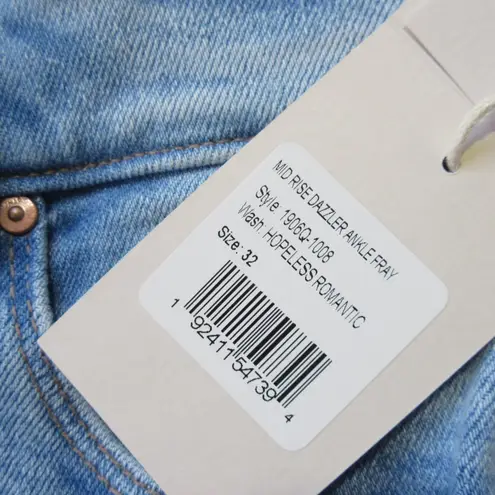 MID RISE DAZZLER ANKLE FRAY
Style: 1906Q-1008
Wash: HOPELESS ROMANTIC
Size: 32
1 92411 54739 4